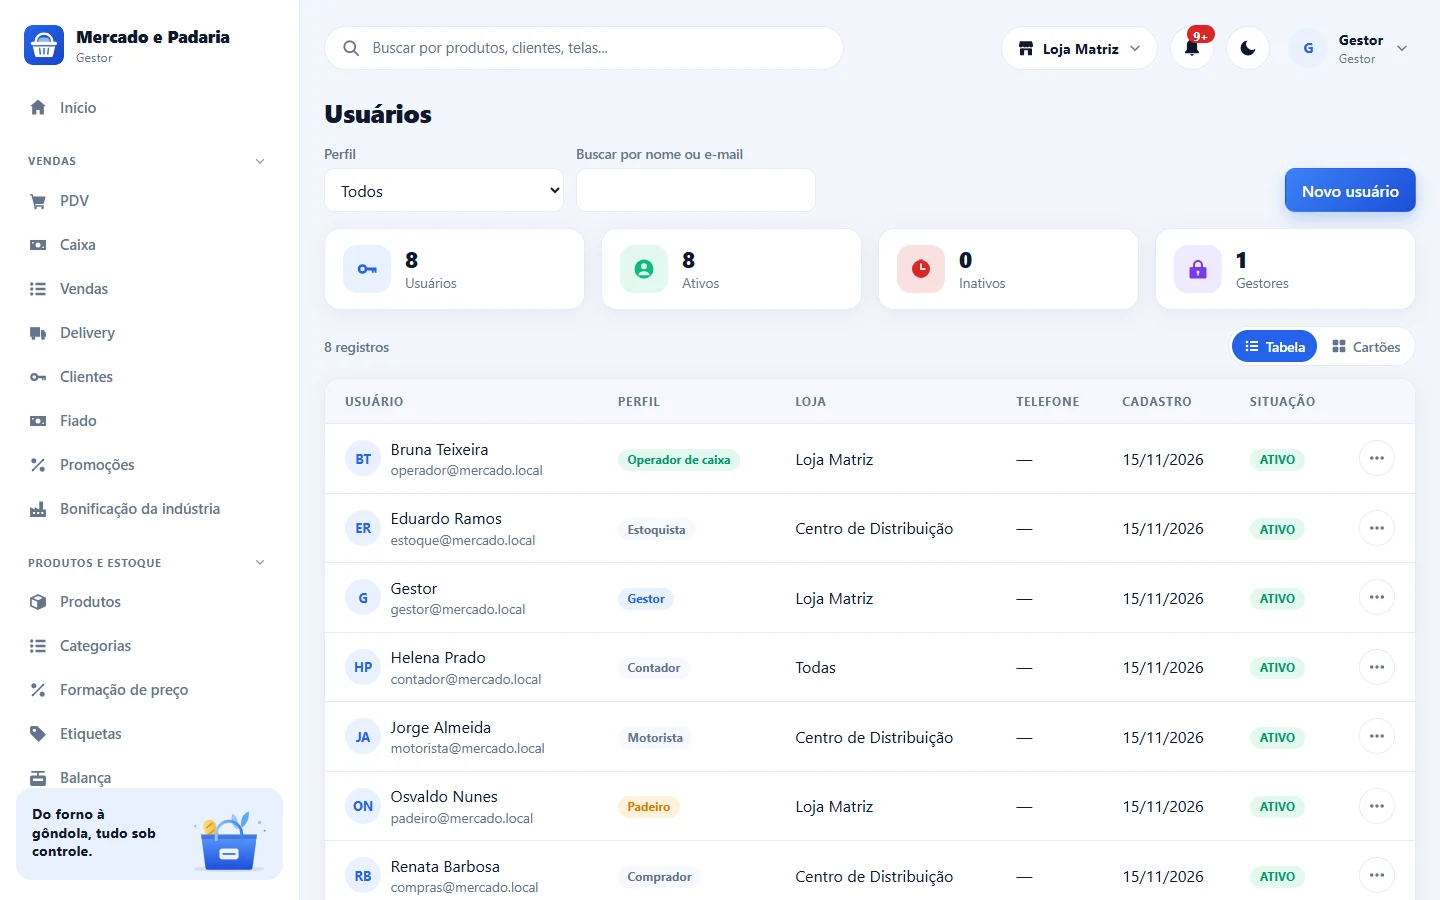 Mercado e Padaria
Gestor
Início
VENDAS
PDV
Caixa
Vendas
Delivery
Clientes
Fiado
Promoções
Bonificação da indústria
PRODUTOS E ESTOQUE
Produtos
Categorias
Formação de preço
Etiquetas
Balança
Do forno à
gôndola, tudo sob
controle.
Buscar por produtos, clientes, telas...
Loja Matriz
9+
G
Gestor
Gestor
Usuários
Perfil
Todos
Buscar por nome ou e-mail
Novo usuário
8
Usuários
8
Ativos
0
Inativos
1
Gestores
8 registros
Tabela
Cartões
USUÁRIO PERFIL LOJA TELEFONE CADASTRO SITUAÇÃO
BT Bruna Teixeira
operador@mercado.local
Operador de caixa Loja Matriz — 15/11/2026 ATIVO
ER Eduardo Ramos
estoque@mercado.local
Estoquista Centro de Distribuição — 15/11/2026 ATIVO
G Gestor
gestor@mercado.local
Gestor Loja Matriz — 15/11/2026 ATIVO
HP Helena Prado
contador@mercado.local
Contador Todas — 15/11/2026 ATIVO
JA Jorge Almeida
motorista@mercado.local
Motorista Centro de Distribuição — 15/11/2026 ATIVO
ON Osvaldo Nunes
padeiro@mercado.local
Padeiro Loja Matriz — 15/11/2026 ATIVO
RB Renata Barbosa
compras@mercado.local
Comprador Centro de Distribuição — 15/11/2026 ATIVO